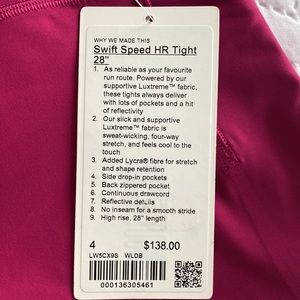 WHY WE MADE THIS
Swift Speed HR Tight
28"
1. As reliable as your favourite
run route. Powered by our
supportive Luxtreme™ fabric,
these tights always deliver
with lots of pockets and a hit
of reflectivity
2. Our slick and supportive
Luxtreme™ fabric is
sweat-wicking, four-way
stretch, and feels cool to the
touch
3. Added Lycra® fibre for stretch
and shape retention
4. Side drop-in pockets
5. Back zippered pocket
6. Continuous drawcord
7. Reflective details
8. No inseam for a smooth stride
9. High rise, 28" length
4 $138.00
LW5CX9S WLDB
000136305461